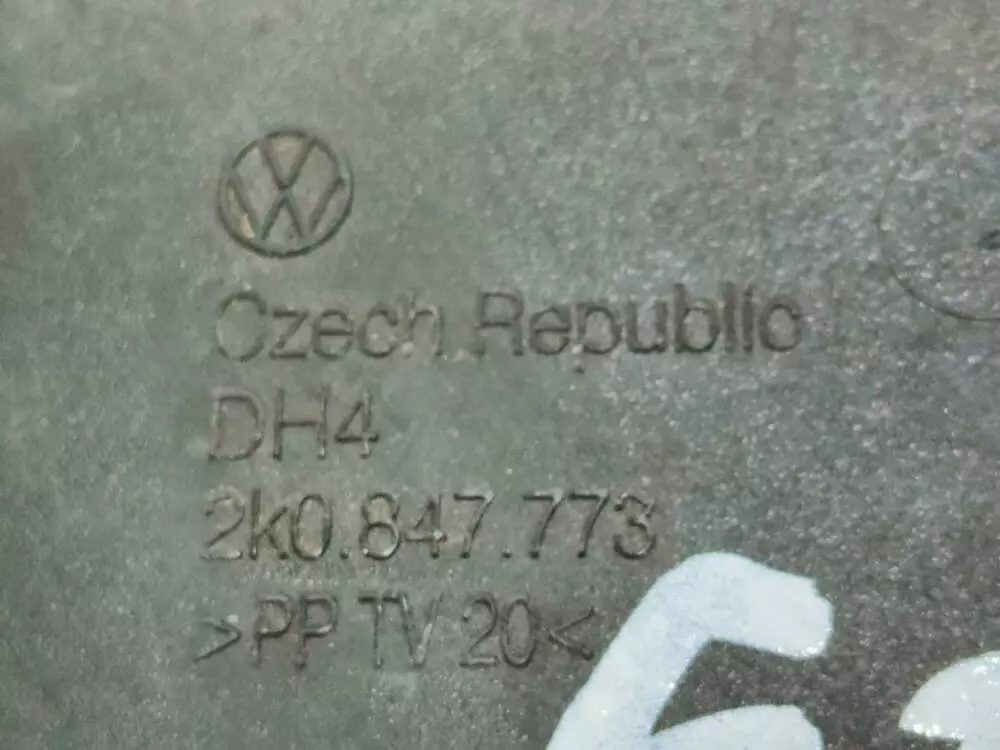 Czech Republic
DH4
2k0.847.773
>PP TV 20<